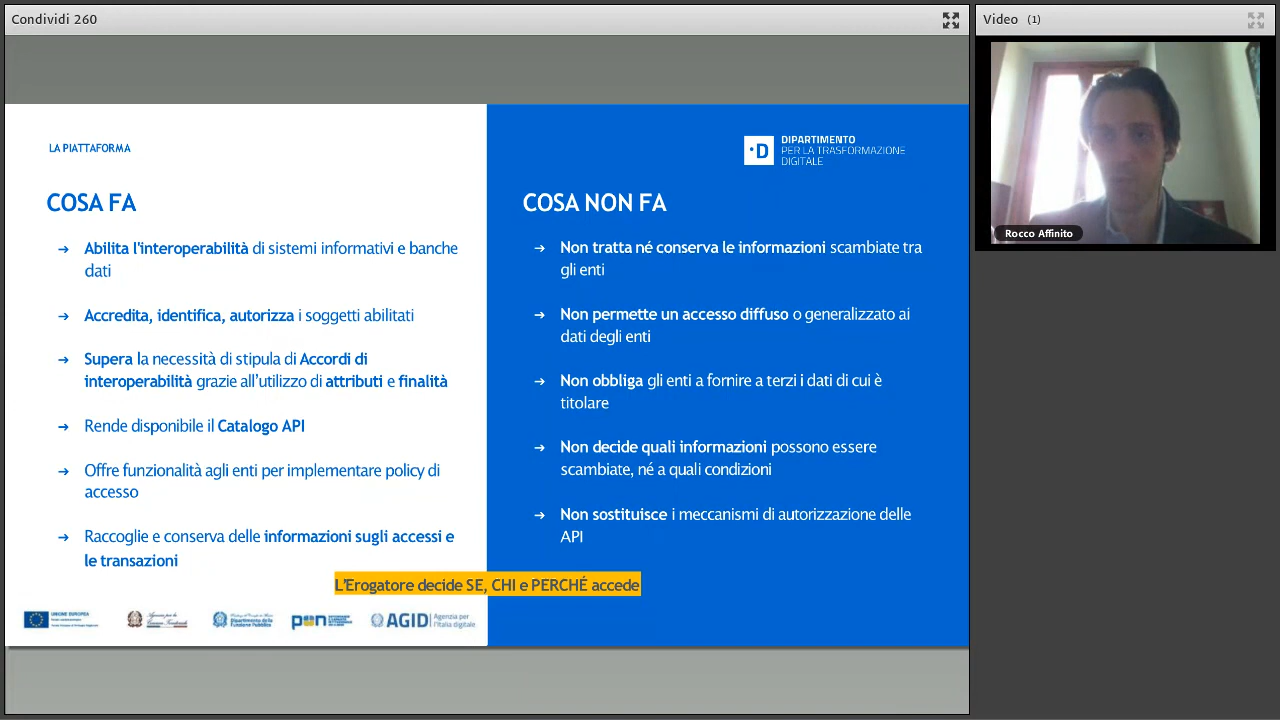 Condividi 260
Video (1)
LA PIATTAFORMA
COSA FA
➔ Abilita l'interoperabilità di sistemi informativi e banche
dati
➔ Accredita, identifica, autorizza i soggetti abilitati
➔ Supera la necessità di stipula di Accordi di
interoperabilità grazie all'utilizzo di attributi e finalità
➔ Rende disponibile il Catalogo API
➔ Offre funzionalità agli enti per implementare policy di
accesso
➔ Raccoglie e conserva delle informazioni sugli accessi e
le transazioni
DIPARTIMENTO
PER LA TRASFORMAZIONE
DIGITALE
COSA NON FA
➔ Non tratta né conserva le informazioni scambiate tra
gli enti
➔ Non permette un accesso diffuso o generalizzato ai
dati degli enti
➔ Non obbliga gli enti a fornire a terzi i dati di cui è
titolare
➔ Non decide quali informazioni possono essere
scambiate, né a quali condizioni
➔ Non sostituisce i meccanismi di autorizzazione delle
API
L'Erogatore decide SE, CHI e PERCHÉ accede
UNIONE EUROPEA
pon
AGID Agenzia per
l'Italia digitale
Rocco Affinito